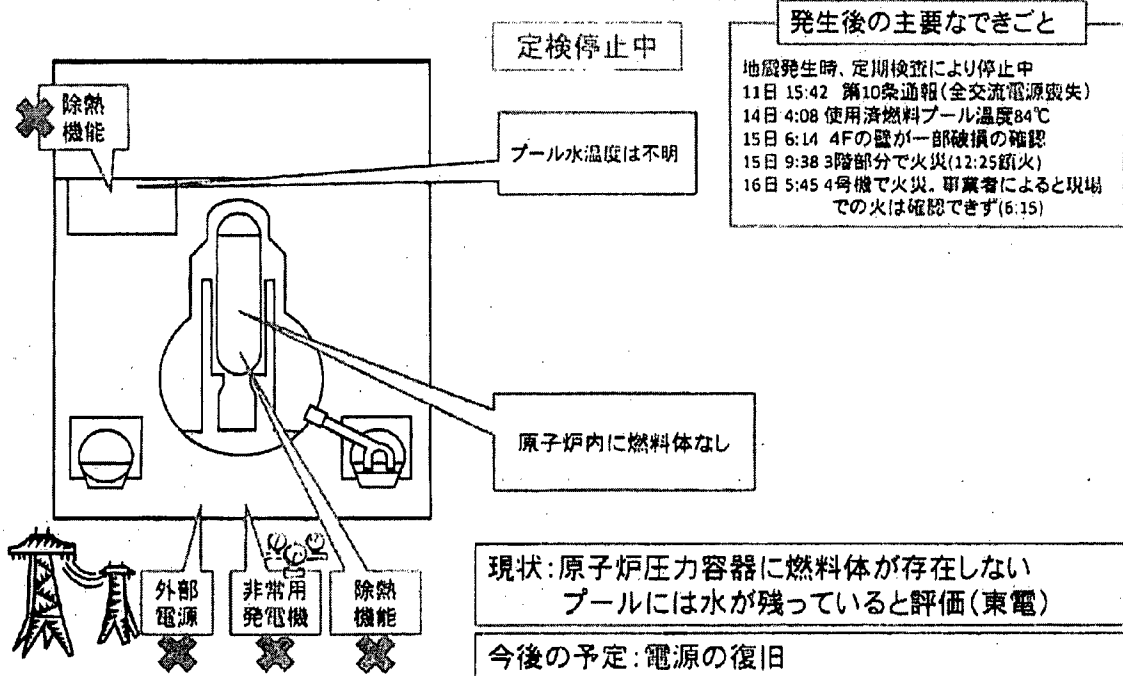 定検停止中
発生後の主要なできごと
地震発生時、定期検査により停止中
11日 15:42 第10条通報(全交流電源喪失)
14日 4:08 使用済燃料プール温度84℃
15日 6:14 4Fの壁が一部破損の確認
15日 9:38 3階部分で火災(12:25鎮火)
16日 5:45 4号機で火災。事業者によると現場
での火は確認できず(6:15)
除熱
機能
プール水温度は不明
原子炉内に燃料体なし
外部
電源
非常用
発電機
除熱
機能
現状:原子炉圧力容器に燃料体が存在しない
プールには水が残っていると評価(東電)
今後の予定:電源の復旧